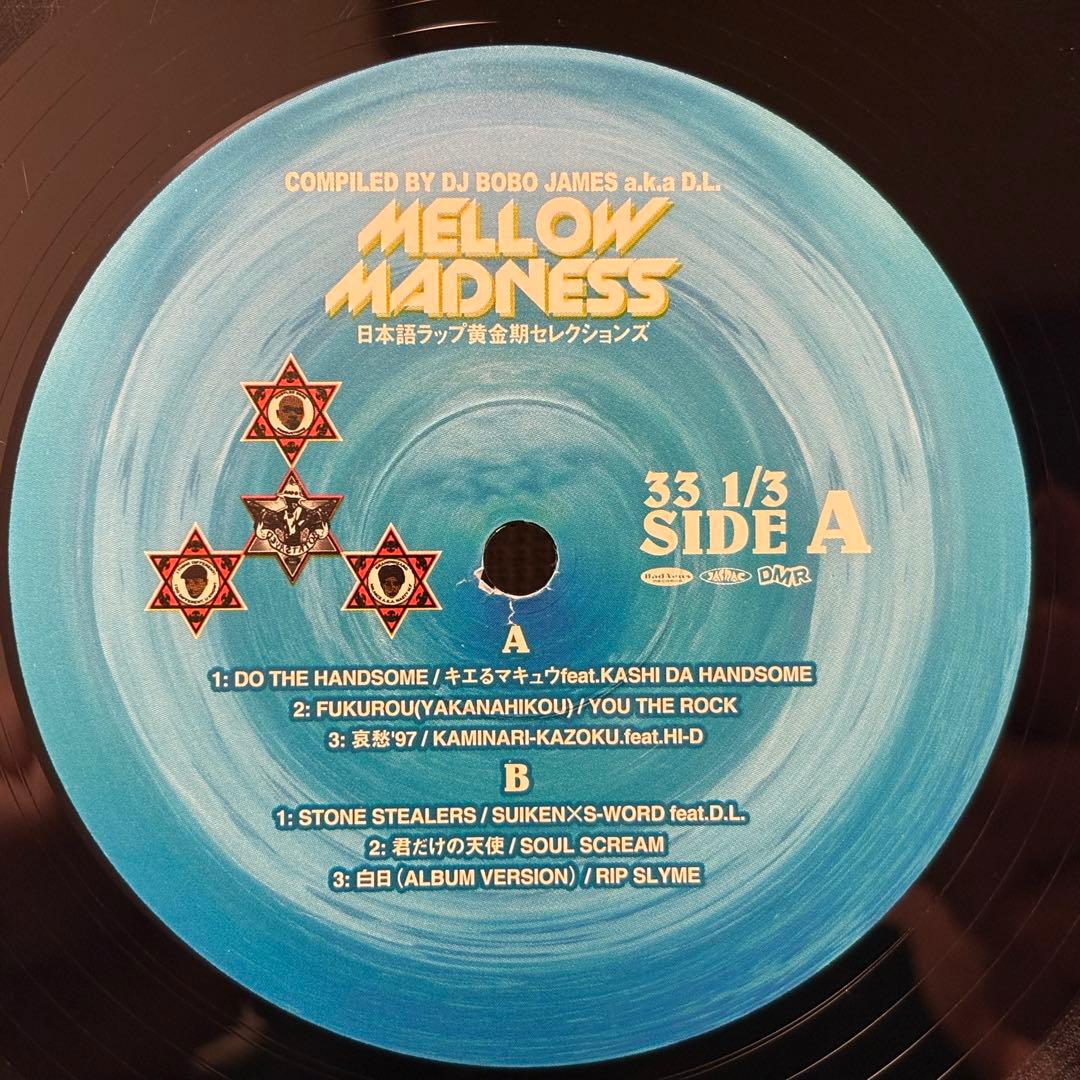 COMPILED BY DJ BOBO JAMES a.k.a D.L.
MELLOW
MADNESS
日本語ラップ黄金期セレクションズ
33 1/3
SIDE A
JASRAC DMR
A
1: DO THE HANDSOME / キエるマキュウfeat.KASHI DA HANDSOME
2: FUKUROU(YAKANAHIKOU) / YOU THE ROCK
3: 哀愁'97 / KAMINARI-KAZOKU.feat.HI-D
B
1: STONE STEALERS / SUIKEN×S-WORD feat.D.L.
2: 君だけの天使 / SOUL SCREAM
3: 白日(ALBUM VERSION) / RIP SLYME